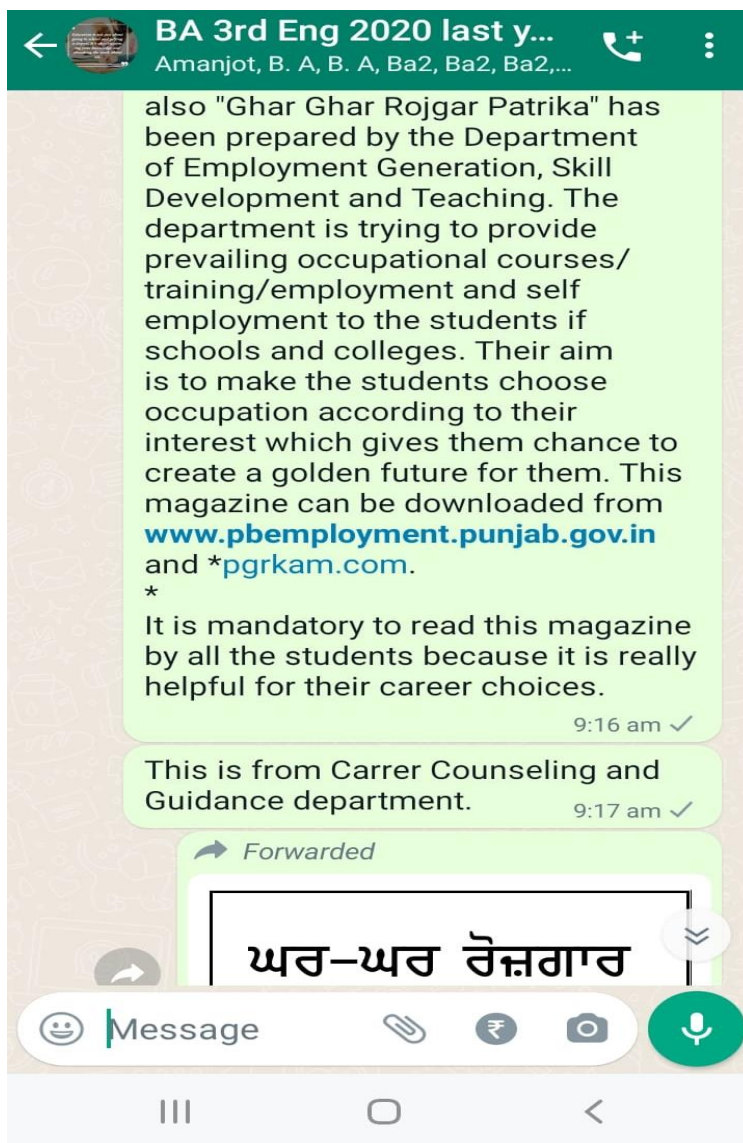 BA 3rd Eng 2020 last y...
Amanjot, B. A, B. A, Ba2, Ba2, Ba2,...
also "Ghar Ghar Rojgar Patrika" has
been prepared by the Department
of Employment Generation, Skill
Development and Teaching. The
department is trying to provide
prevailing occupational courses/
training/employment and self
employment to the students if
schools and colleges. Their aim
is to make the students choose
occupation according to their
interest which gives them chance to
create a golden future for them. This
magazine can be downloaded from
www.pbemployment.punjab.gov.in
and *pgrkam.com.
*
It is mandatory to read this magazine
by all the students because it is really
helpful for their career choices.
9:16 am
This is from Carrer Counseling and
Guidance department.
9:17 am
Forwarded
ਘਰ-ਘਰ ਰੋਜ਼ਗਾਰ
Message